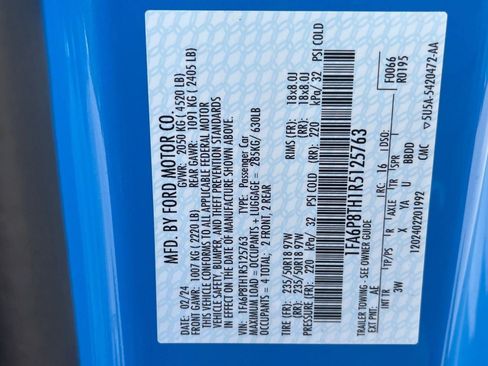 MFD. BY FORD MOTOR CO.
DATE: 02/24 GVWR: 2050 KG ( 4520 LB)
FRONT GAWR: 1007 KG (2220 LB) REAR GAWR: 1091 KG ( 2405 LB)
THIS VEHICLE CONFORMS TO ALL APPLICABLE FEDERAL MOTOR
VEHICLE SAFETY, BUMPER, AND THEFT PREVENTION STANDARDS
IN EFFECT ON THE DATE OF MANUFACTURE SHOWN ABOVE.
VIN: 1FA6P8TH1R5125763 TYPE: Passenger Car
MAXIMUM LOAD = OCCUPANTS + LUGGAGE = 285KG/ 630LB
OCCUPANTS = 4 TOTAL: 2 FRONT, 2 REAR
TIRE (FR): 235/50R18 97W RIMS (FR): 18x8.0J
(RR): 235/50R18 97W (RR): 18x8.0J
PRESSURE (FR): 220 kPa/ 32 PSI COLD (RR): 220 kPa/ 32 PSI COLD
1FA6P8TH1R5125763
TRAILER TOWING - SEE OWNER GUIDE
F0066
R0195
EXT PNT: AE RC: 16 DSO:
INT TR TP/PS R AXLE TR SPR
3W X YA U BBDD
1202402201992 CMC
5U5A-5420472-AA